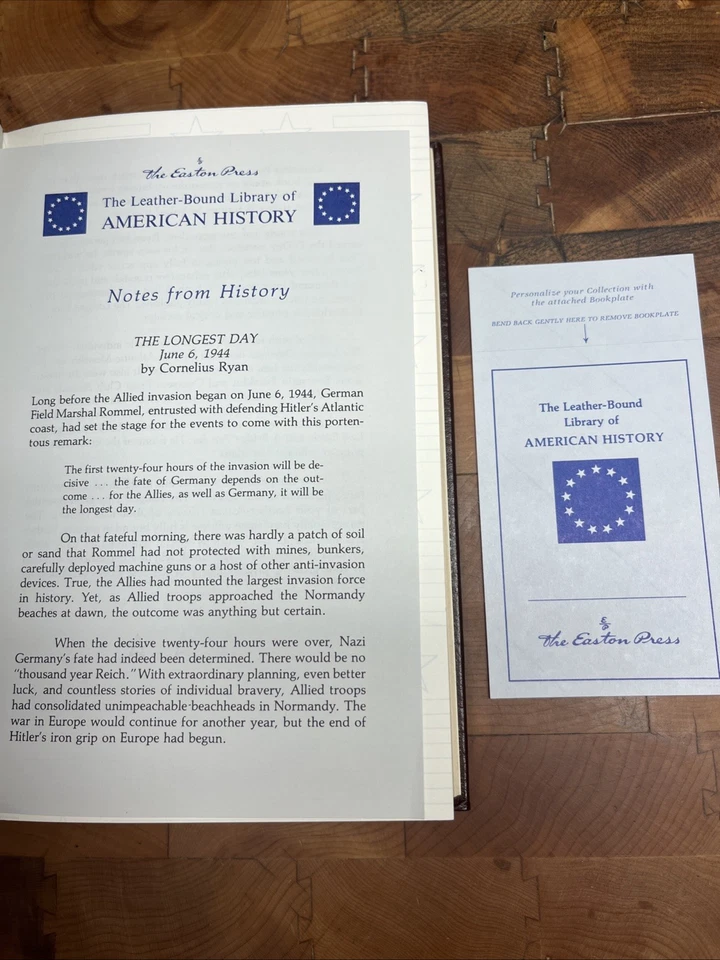 The Easton Press
The Leather-Bound Library of
AMERICAN HISTORY
Notes from History
THE LONGEST DAY
June 6, 1944
by Cornelius Ryan
Long before the Allied invasion began on June 6, 1944, German
Field Marshal Rommel, entrusted with defending Hitler's Atlantic
coast, had set the stage for the events to come with this porten-
tous remark:
The first twenty-four hours of the invasion will be de-
cisive . . . the fate of Germany depends on the out-
come . . . for the Allies, as well as Germany, it will be
the longest day.
On that fateful morning, there was hardly a patch of soil
or sand that Rommel had not protected with mines, bunkers,
carefully deployed machine guns or a host of other anti-invasion
devices. True, the Allies had mounted the largest invasion force
in history. Yet, as Allied troops approached the Normandy
beaches at dawn, the outcome was anything but certain.
When the decisive twenty-four hours were over, Nazi
Germany's fate had indeed been determined. There would be no
"thousand year Reich." With extraordinary planning, even better
luck, and countless stories of individual bravery, Allied troops
had consolidated unimpeachable beachheads in Normandy. The
war in Europe would continue for another year, but the end of
Hitler's iron grip on Europe had begun.
Personalize your Collection with
the attached Bookplate
BEND BACK GENTLY HERE TO REMOVE BOOKPLATE
The Leather-Bound
Library of
AMERICAN HISTORY
The Easton Press